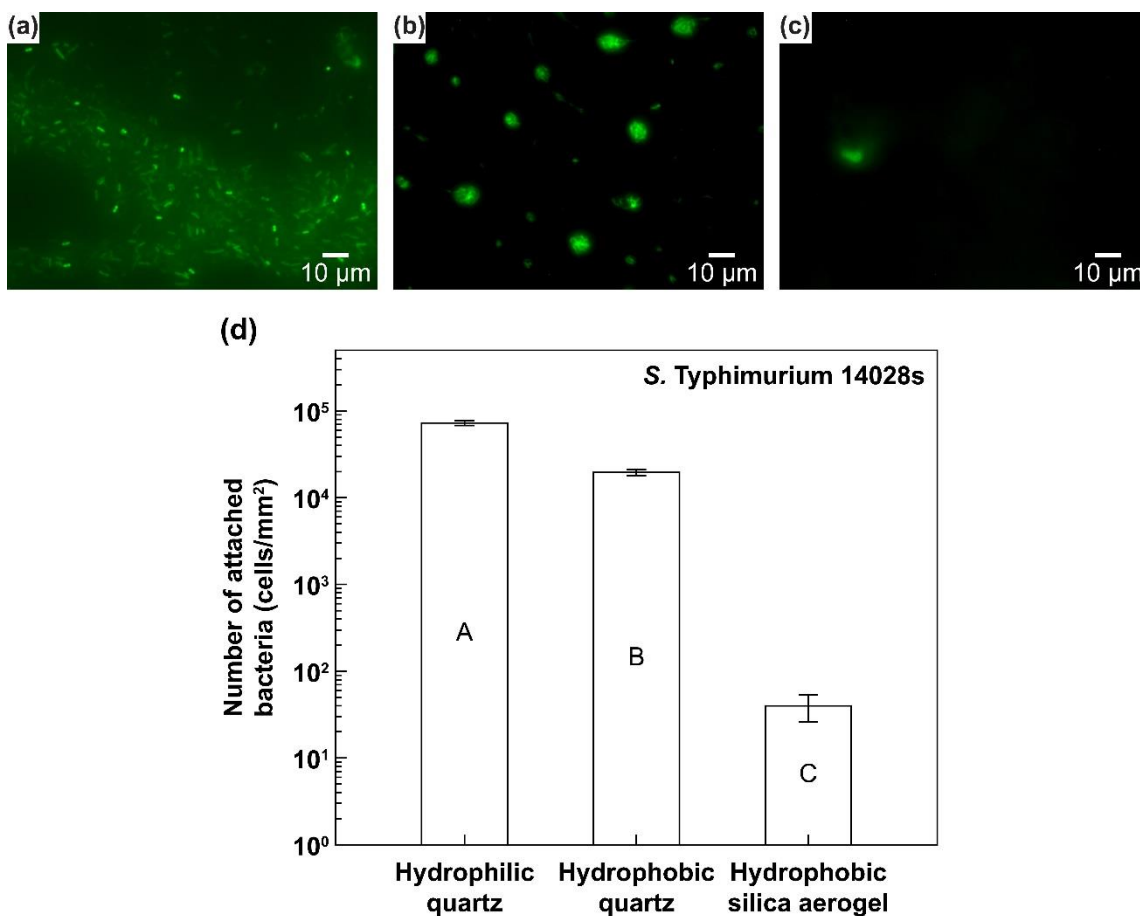 (a)
(b)
(c)
10 µm
10 µm
10 µm
(d)
S. Typhimurium 14028s
Number of attached
bacteria (cells/mm²)
10⁵
10⁴
10³
10²
10¹
10⁰
A
B
C
Hydrophilic
quartz
Hydrophobic
quartz
Hydrophobic
silica aerogel